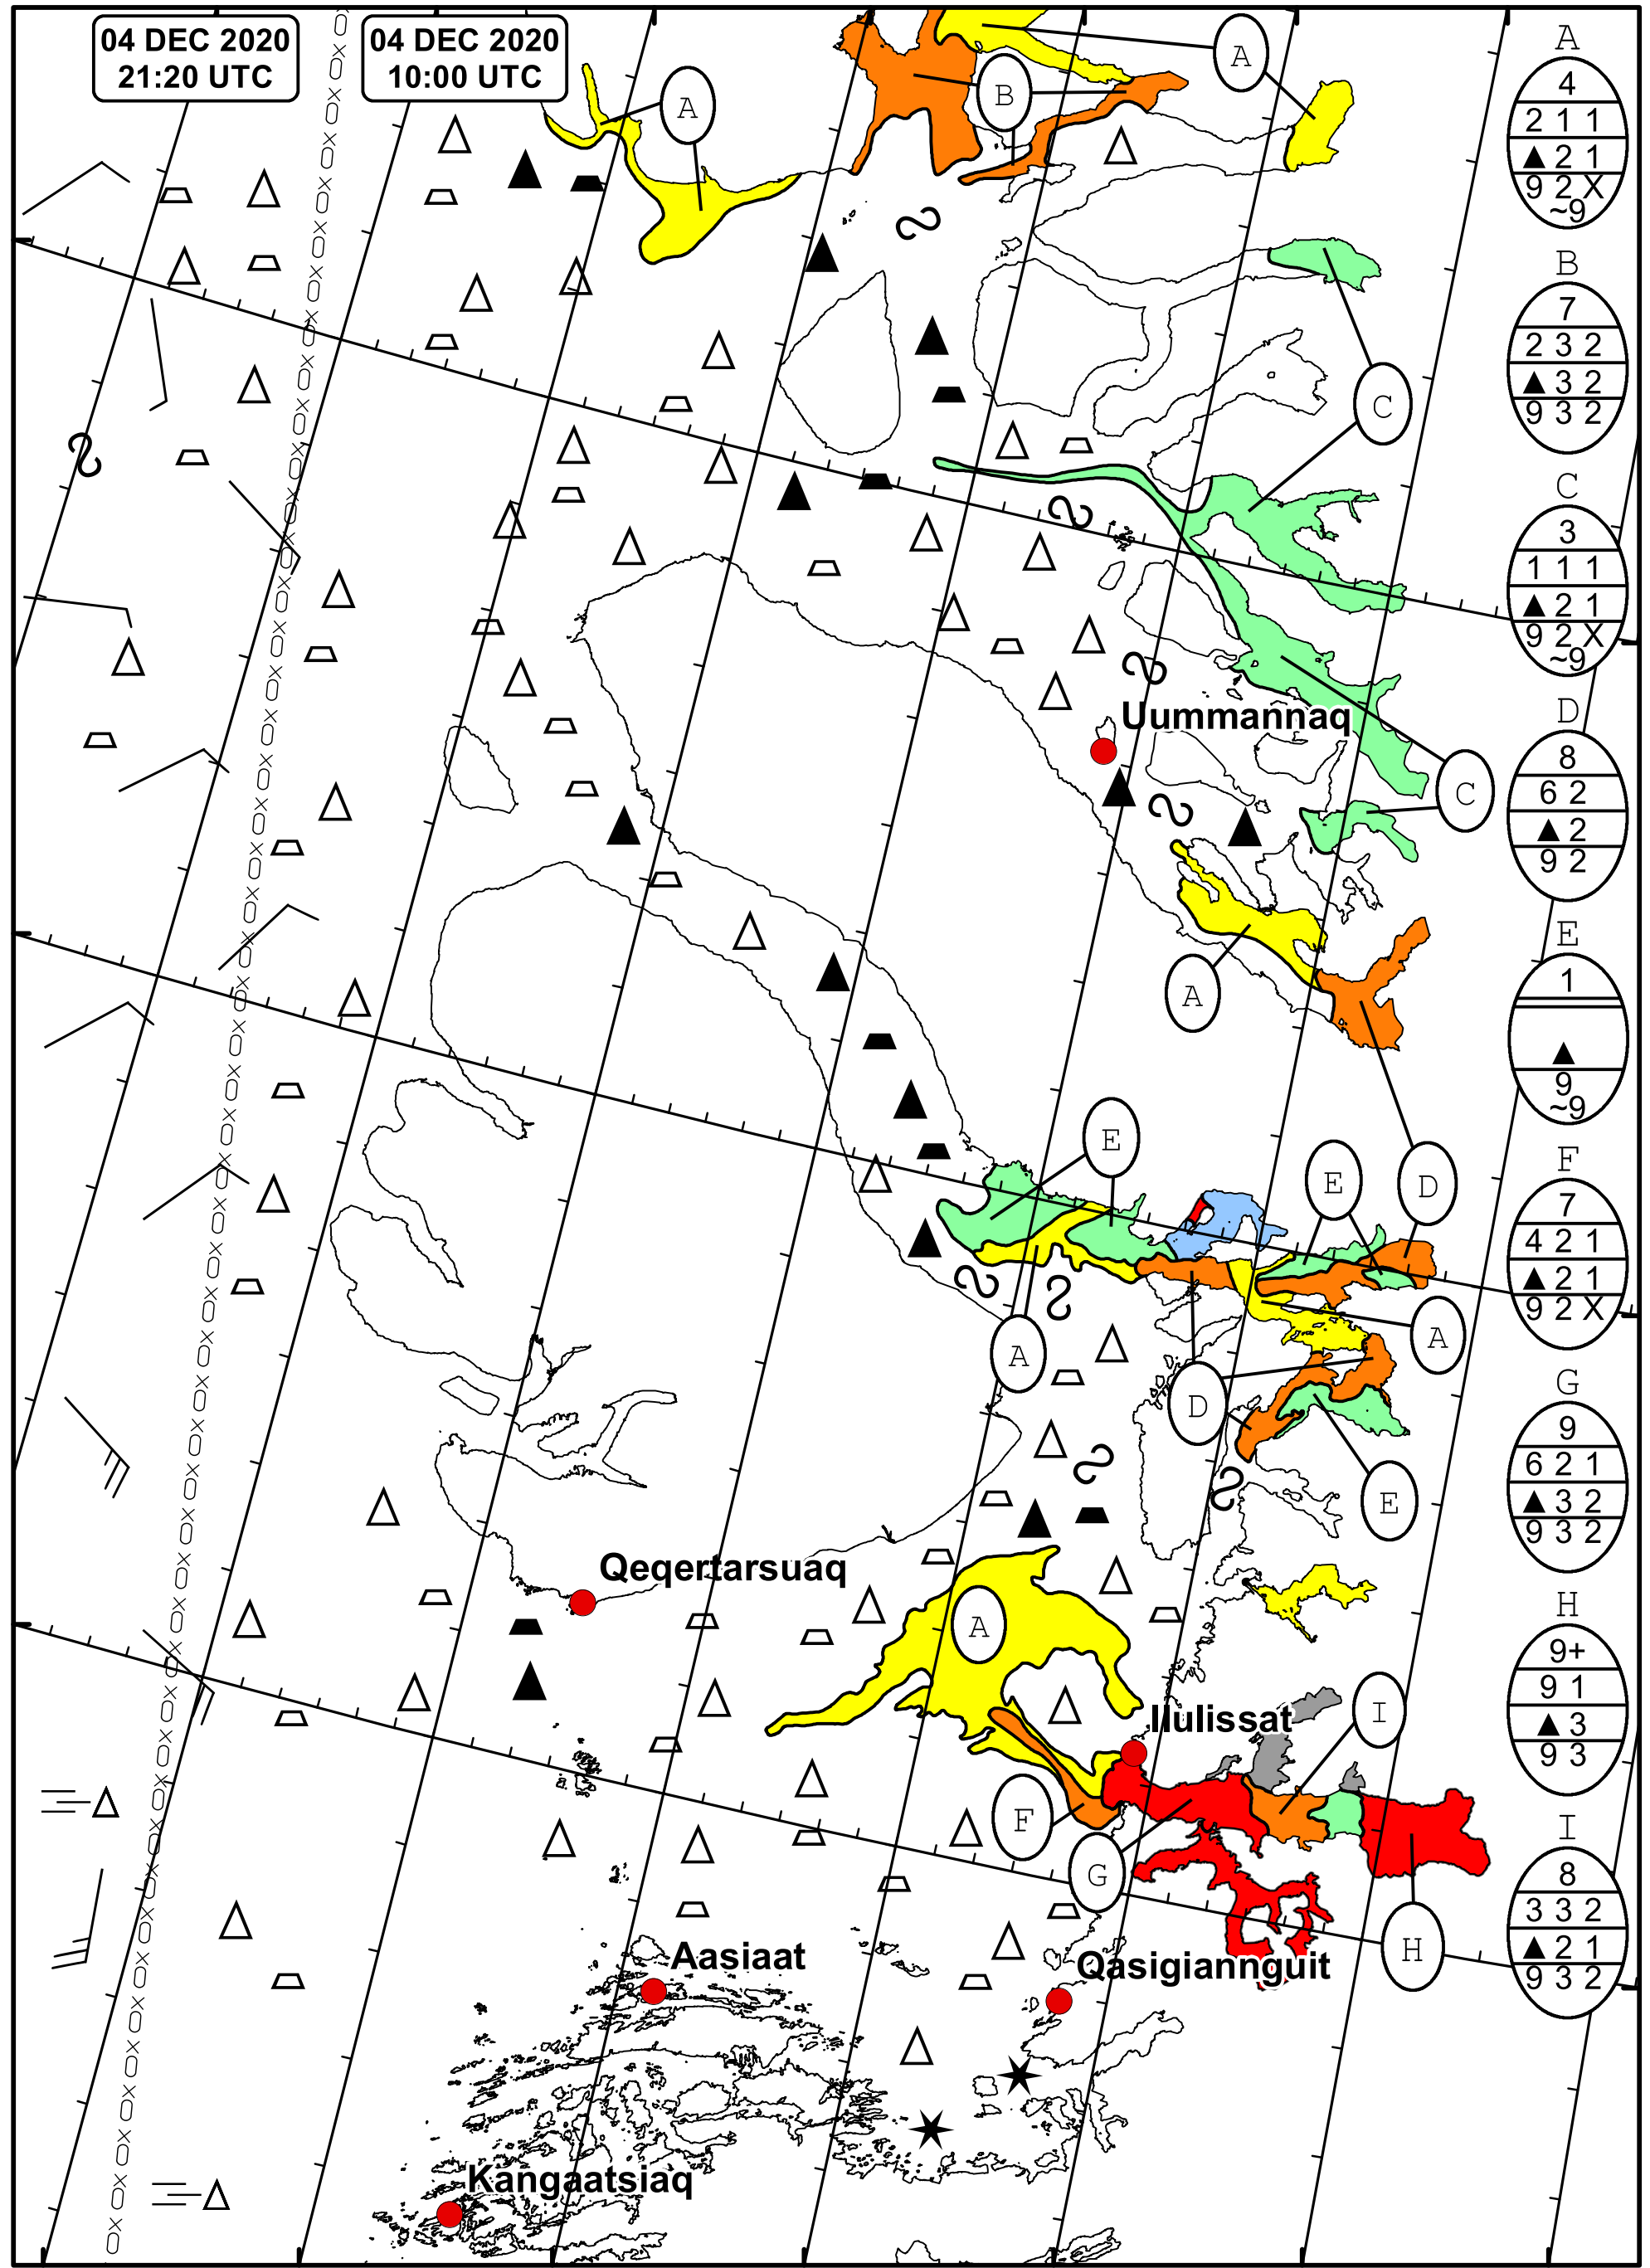 04 DEC 2020
21:20 UTC
04 DEC 2020
10:00 UTC
A
A
B
C
Uummannaq
C
A
E
E
D
A
A
D
E
Qeqertarsuaq
A
Ilulissat
I
F
G
H
Aasiaat
Qasigiannguit
Kangaatsiaq
A
4
2 1 1
▲ 2 1
9 2 X
~9
B
7
2 3 2
▲ 3 2
9 3 2
C
3
1 1 1
▲ 2 1
9 2 X
~9
D
8
6 2
▲ 2
9 2
E
1
▲
9
~9
F
7
4 2 1
▲ 2 1
9 2 X
G
9
6 2 1
▲ 3 2
9 3 2
H
9+
9 1
▲ 3
9 3
I
8
3 3 2
▲ 2 1
9 3 2